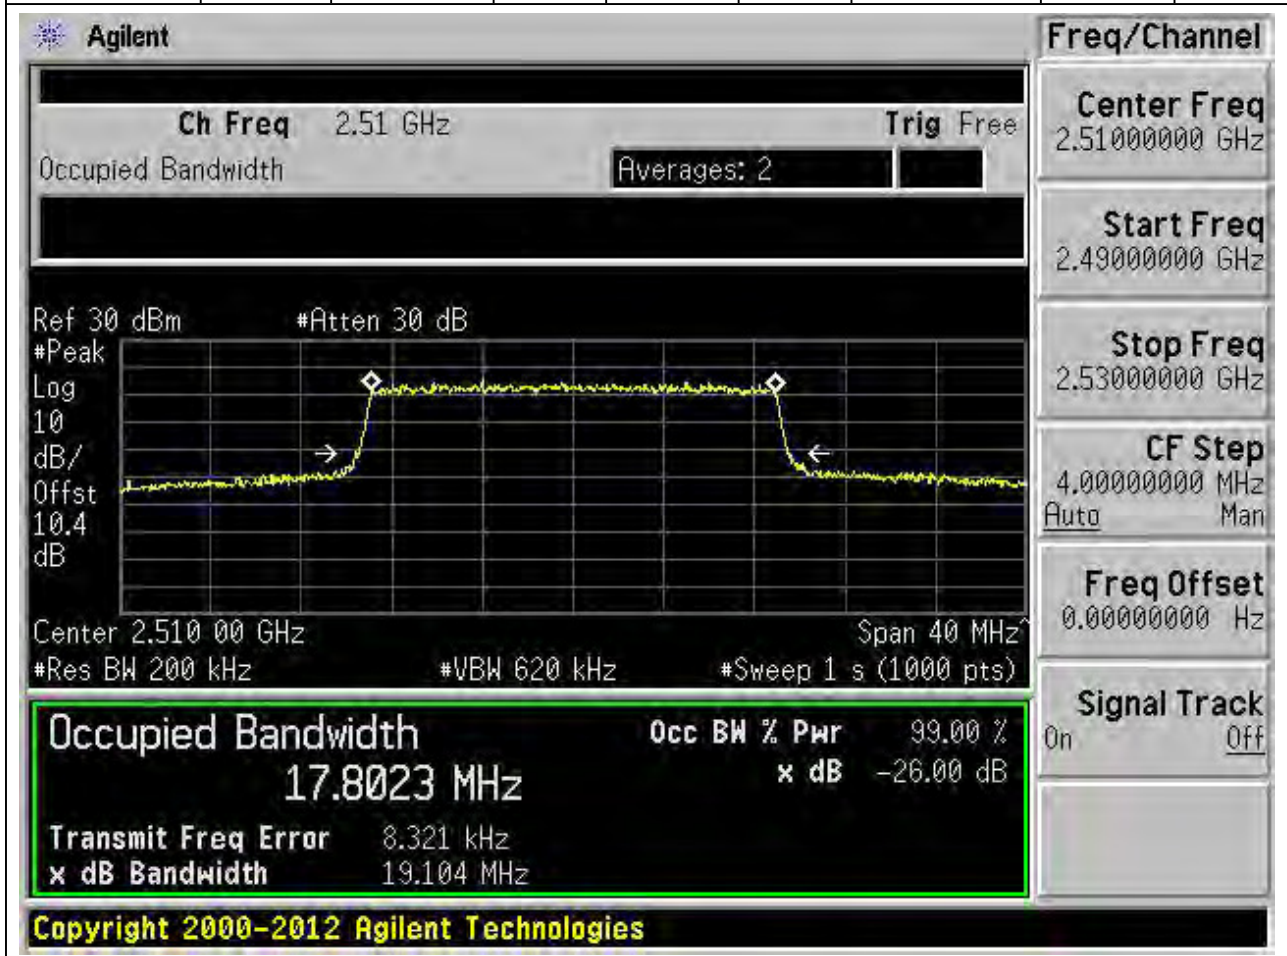 Agilent
Freq/Channel
Ch Freq 2.51 GHz Trig Free
Occupied Bandwidth Averages: 2
Center Freq
2.51000000 GHz
Start Freq
2.49000000 GHz
Stop Freq
2.53000000 GHz
CF Step
4.00000000 MHz
Auto Man
Freq Offset
0.00000000 Hz
Signal Track
On Off
Ref 30 dBm #Atten 30 dB
#Peak
Log
10
dB/
Offst
10.4
dB
Center 2.510 00 GHz Span 40 MHz^
#Res BW 200 kHz #VBW 620 kHz #Sweep 1 s (1000 pts)
Occupied Bandwidth Occ BW % Pwr 99.00 %
17.8023 MHz x dB -26.00 dB
Transmit Freq Error 8.321 kHz
x dB Bandwidth 19.104 MHz
Copyright 2000-2012 Agilent Technologies